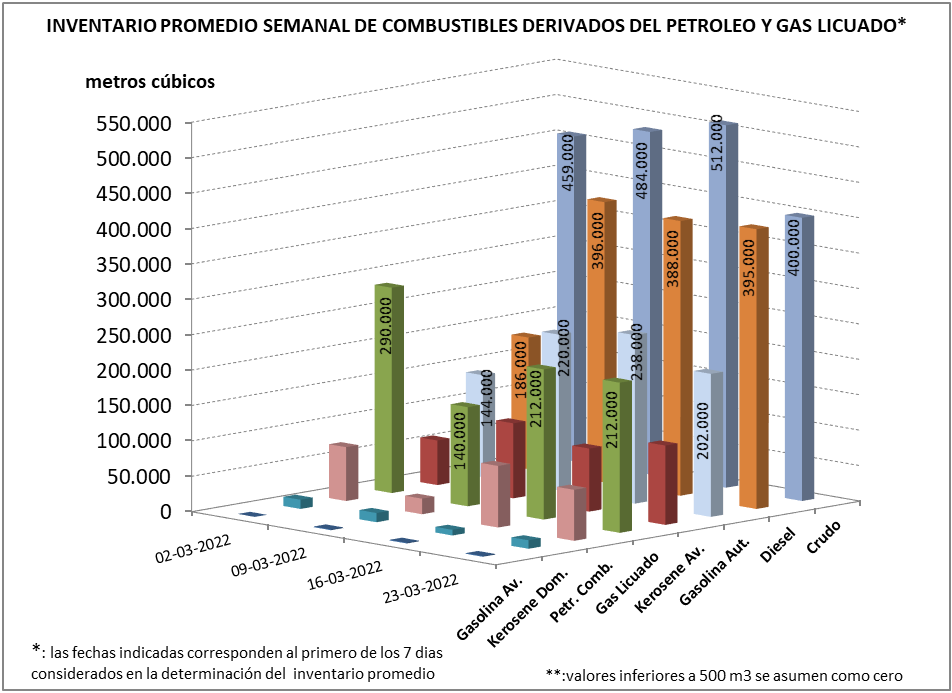 INVENTARIO PROMEDIO SEMANAL DE COMBUSTIBLES DERIVADOS DEL PETROLEO Y GAS LICUADO*
metros cúbicos
550.000
500.000
450.000
400.000
350.000
300.000
250.000
200.000
150.000
100.000
50.000
0
459.000
484.000
512.000
400.000
186.000
396.000
388.000
395.000
144.000
220.000
238.000
202.000
290.000
140.000
212.000
212.000
02-03-2022
09-03-2022
16-03-2022
23-03-2022
Gasolina Av.
Kerosene Dom.
Petr. Comb.
Gas Licuado
Kerosene Av.
Gasolina Aut.
Diesel
Crudo
*: las fechas indicadas corresponden al primero de los 7 dias
considerados en la determinación del inventario promedio
**:valores inferiores a 500 m3 se asumen como cero